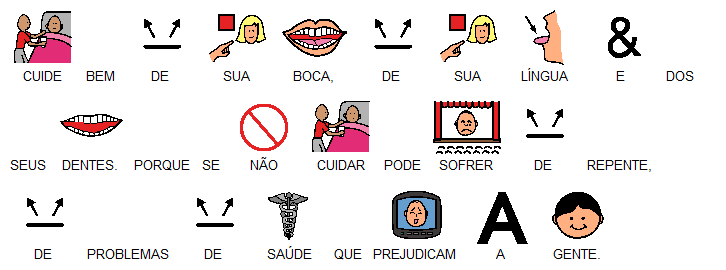 CUIDE BEM DE SUA BOCA, DE SUA LÍNGUA E DOS
SEUS DENTES. PORQUE SE NÃO CUIDAR PODE SOFRER DE REPENTE,
DE PROBLEMAS DE SAÚDE QUE PREJUDICAM A GENTE.